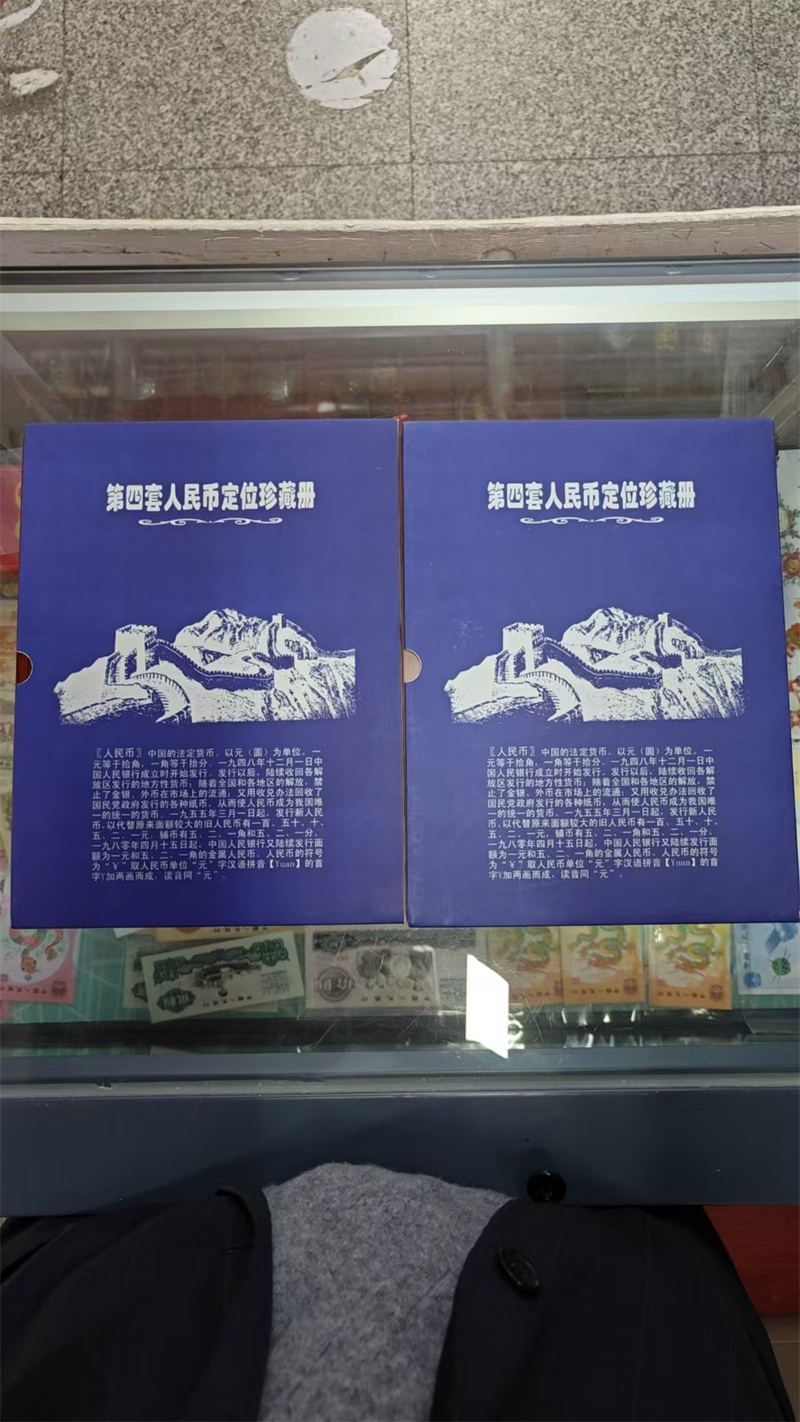 第四套人民币定位珍藏册
〖人民币〗中国的法定货币，以元（圆）为单位，一
元等于拾角，一角等于拾分，一九四八年十二月一日中
国人民银行成立时开始发行，发行以后，陆续收回各解
放区发行的地方性货币；随着全国和各地区的解放，禁
止了金银、外币在市场上的流通，又用收兑办法回收了
国民党政府发行的各种纸币，从而使人民币成为我国唯
一的统一的货币。一九五五年三月一日起，发行新人民
币，以代替原来面额较大的旧人民币有一百、五十、十、
五、二、一元，辅币有五、二、一角和五、二、一分，
一九八零年四月十五日起，中国人民银行又陆续发行面
额为一元和五、二、一角的金属人民币，人民币的符号
为“￥”取人民币单位“元”字汉语拼音【Yuan】的首
字Y加两画而成，读音同“元”。
第四套人民币定位珍藏册
〖人民币〗中国的法定货币，以元（圆）为单位，一
元等于拾角，一角等于拾分，一九四八年十二月一日中
国人民银行成立时开始发行，发行以后，陆续收回各解
放区发行的地方性货币；随着全国和各地区的解放，禁
止了金银、外币在市场上的流通，又用收兑办法回收了
国民党政府发行的各种纸币，从而使人民币成为我国唯
一的统一的货币。一九五五年三月一日起，发行新人民
币，以代替原来面额较大的旧人民币有一百、五十、十、
五、二、一元，辅币有五、二、一角和五、二、一分，
一九八零年四月十五日起，中国人民银行又陆续发行面
额为一元和五、二、一角的金属人民币，人民币的符号
为“￥”取人民币单位“元”字汉语拼音【Yuan】的首
字Y加两画而成，读音同“元”。